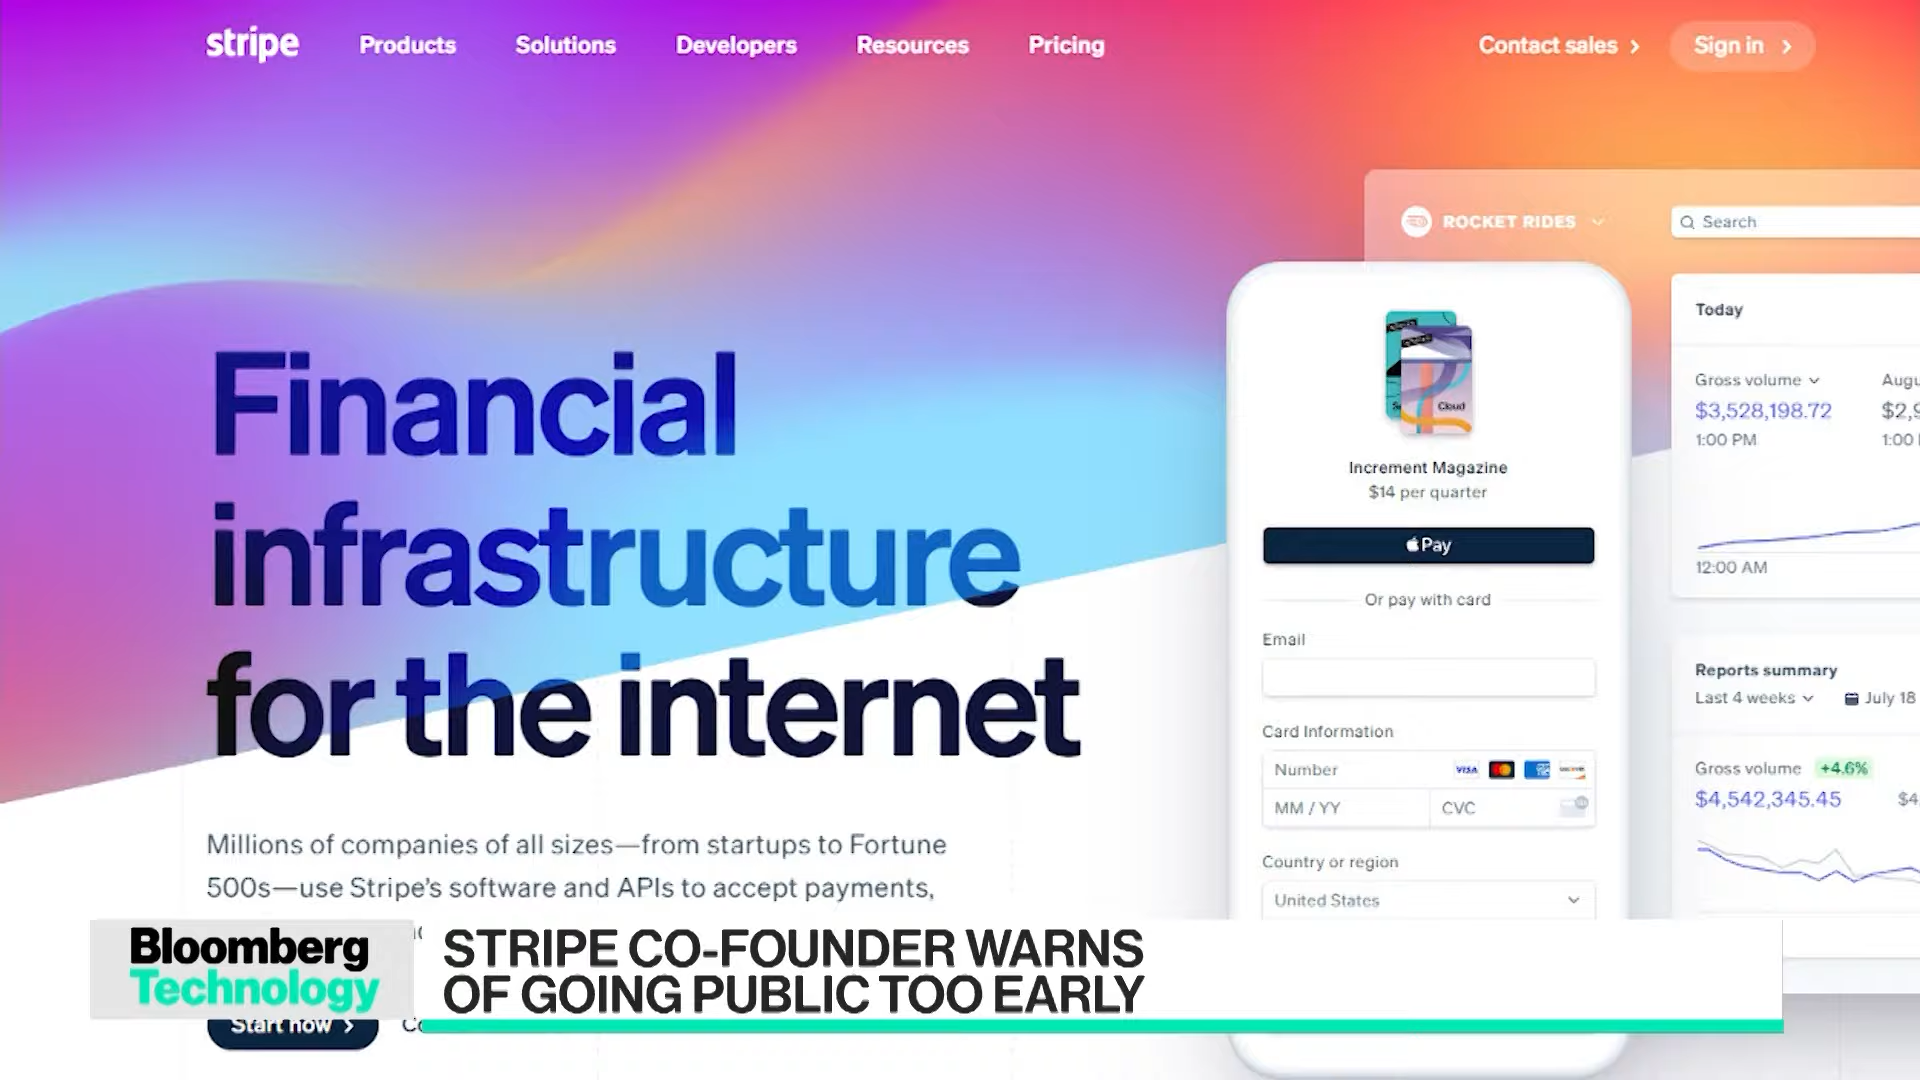 stripe
Products
Solutions
Developers
Resources
Pricing
Contact sales
Sign in
Financial
infrastructure
for the internet
Millions of companies of all sizes—from startups to Fortune
500s—use Stripe's software and APIs to accept payments,
Start now
ROCKET RIDES
Search
Cloud
Increment Magazine
$14 per quarter
Pay
Or pay with card
Email
Card Information
Number
VISA
MM / YY
CVC
Country or region
United States
Today
Gross volume
$3,528,198.72
1:00 PM
12:00 AM
Reports summary
Last 4 weeks
July 18
Gross volume +4.6%
$4,542,345.45
Bloomberg
Technology
STRIPE CO-FOUNDER WARNS
OF GOING PUBLIC TOO EARLY